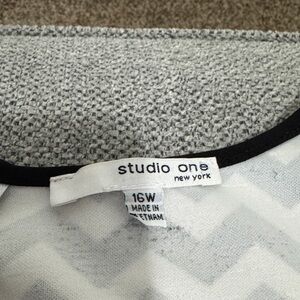 studio one
new york
16W
MADE IN
VIETNAM